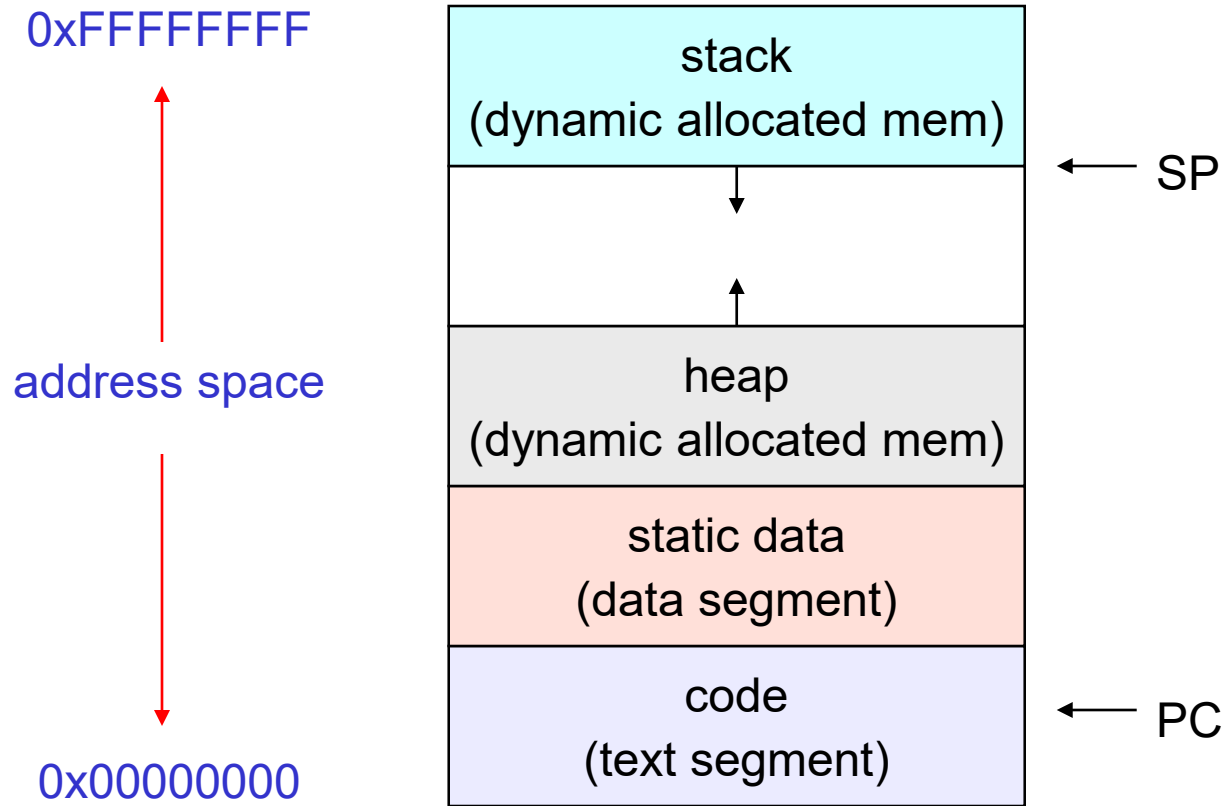 0xFFFFFFFF
stack
(dynamic allocated mem)
SP
address space
heap
(dynamic allocated mem)
static data
(data segment)
code
(text segment)
PC
0x00000000